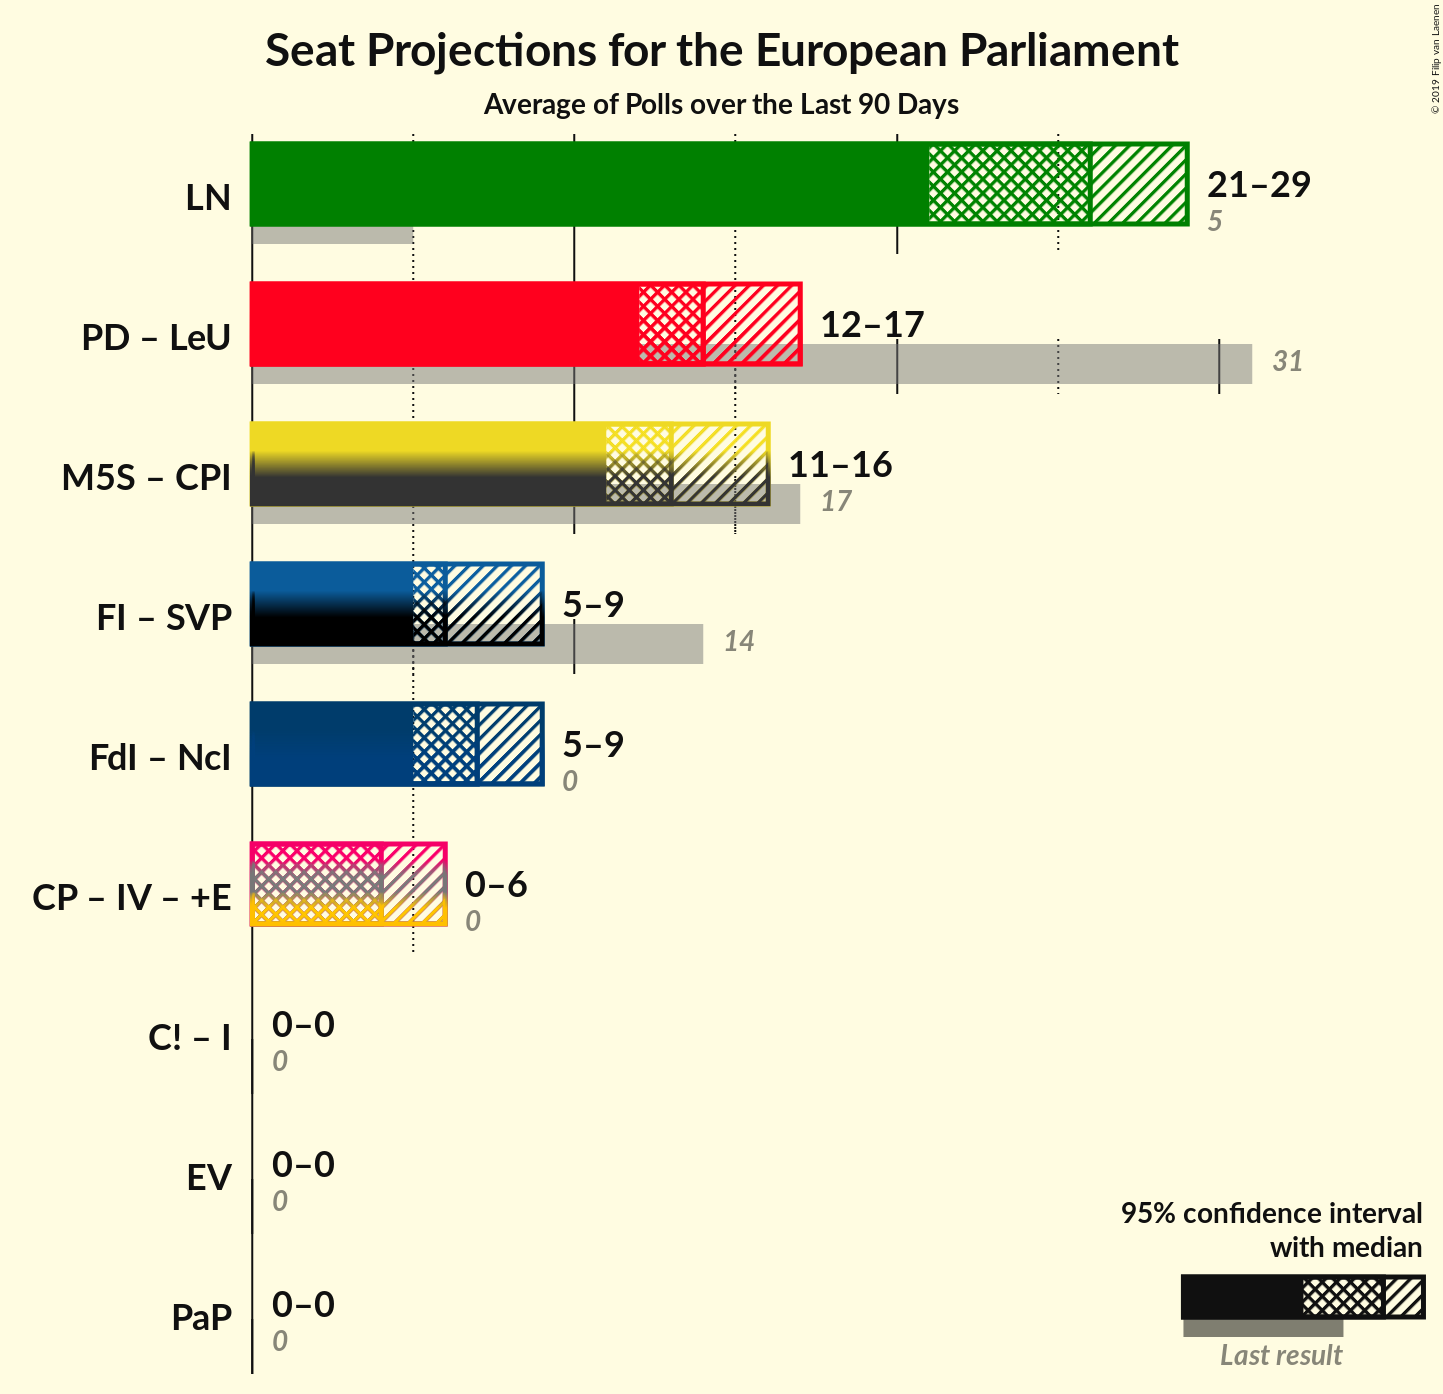 Seat Projections for the European Parliament
Average of Polls over the Last 90 Days
© 2019 Filip van Laenen
LN
21–29
5
PD – LeU
12–17
31
M5S – CPI
11–16
17
FI – SVP
5–9
14
FdI – NcI
5–9
0
CP – IV – +E
0–6
0
C! – I
0–0
0
EV
0–0
0
PaP
0–0
0
95% confidence interval
with median
Last result